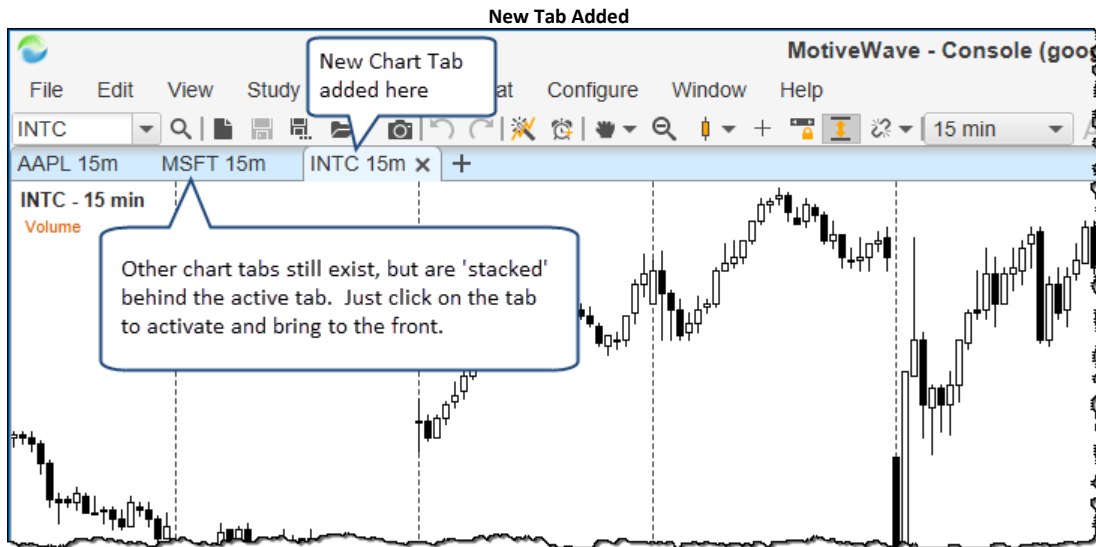 New Tab Added
MotiveWave - Console (goo
File Edit View Study at Configure Window Help
New Chart Tab
added here
INTC 15 min
AAPL 15m MSFT 15m INTC 15m
INTC - 15 min
Volume
Other chart tabs still exist, but are 'stacked'
behind the active tab. Just click on the tab
to activate and bring to the front.